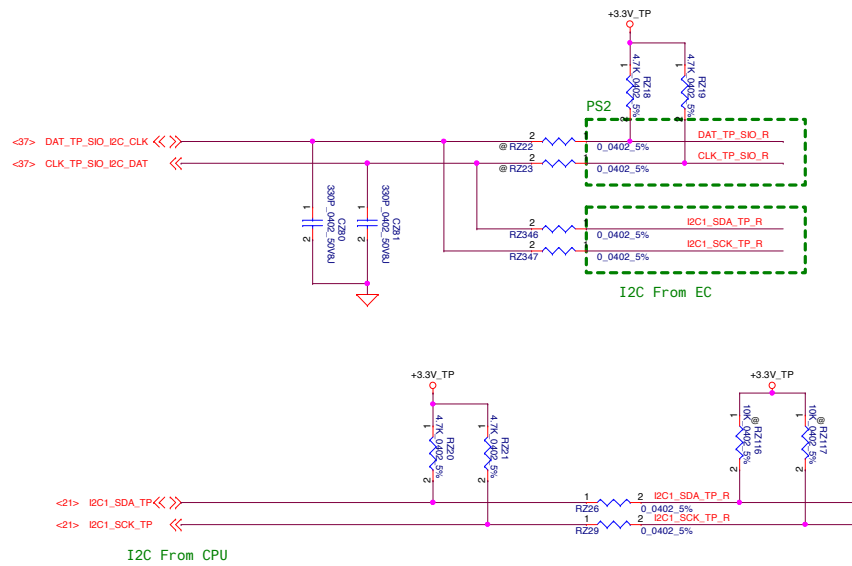 +3.3V_TP
1
4.7K_0402_5%
RZ18
2
1
4.7K_0402_5%
RZ19
2
PS2
<37> DAT_TP_SIO_I2C_CLK
2
@ RZ22
1
0_0402_5%
DAT_TP_SIO_R
<37> CLK_TP_SIO_I2C_DAT
2
@ RZ23
1
0_0402_5%
CLK_TP_SIO_R
1
330P_0402_50V8J
CZ80
2
1
330P_0402_50V8J
CZ81
2
2
RZ346
1
0_0402_5%
I2C1_SDA_TP_R
2
RZ347
1
0_0402_5%
I2C1_SCK_TP_R
I2C From EC
+3.3V_TP
1
4.7K_0402_5%
RZ20
2
1
4.7K_0402_5%
RZ21
2
+3.3V_TP
1
10K_0402_5%
@
RZ116
2
1
10K_0402_5%
@
RZ117
2
<21> I2C1_SDA_TP
1
RZ26
2
0_0402_5%
I2C1_SDA_TP_R
<21> I2C1_SCK_TP
1
RZ29
2
0_0402_5%
I2C1_SCK_TP_R
I2C From CPU